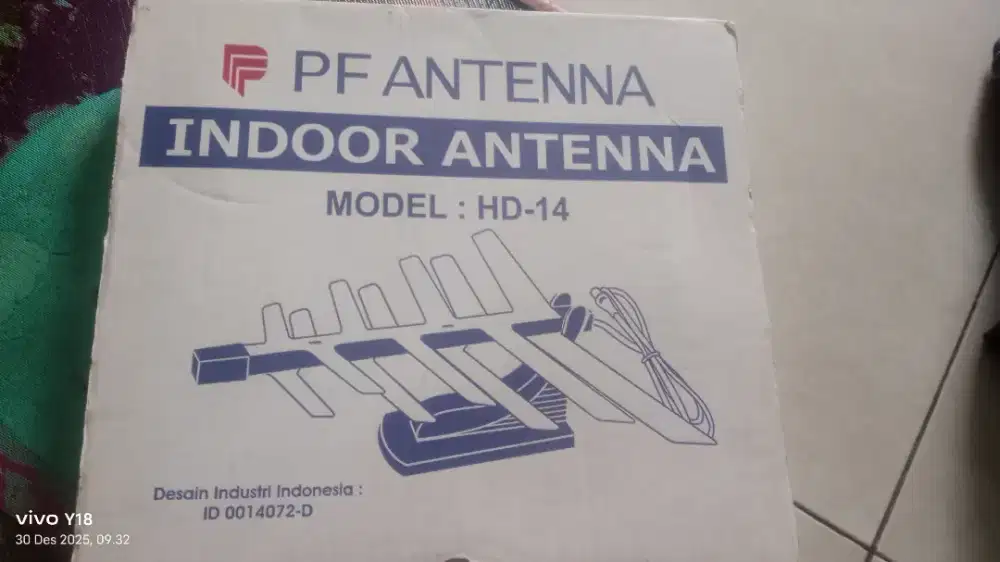 PF ANTENNA
INDOOR ANTENNA
MODEL : HD-14
Desain Industri Indonesia :
ID 0014072-D
vivo Y18
30 Des 2025, 09.32